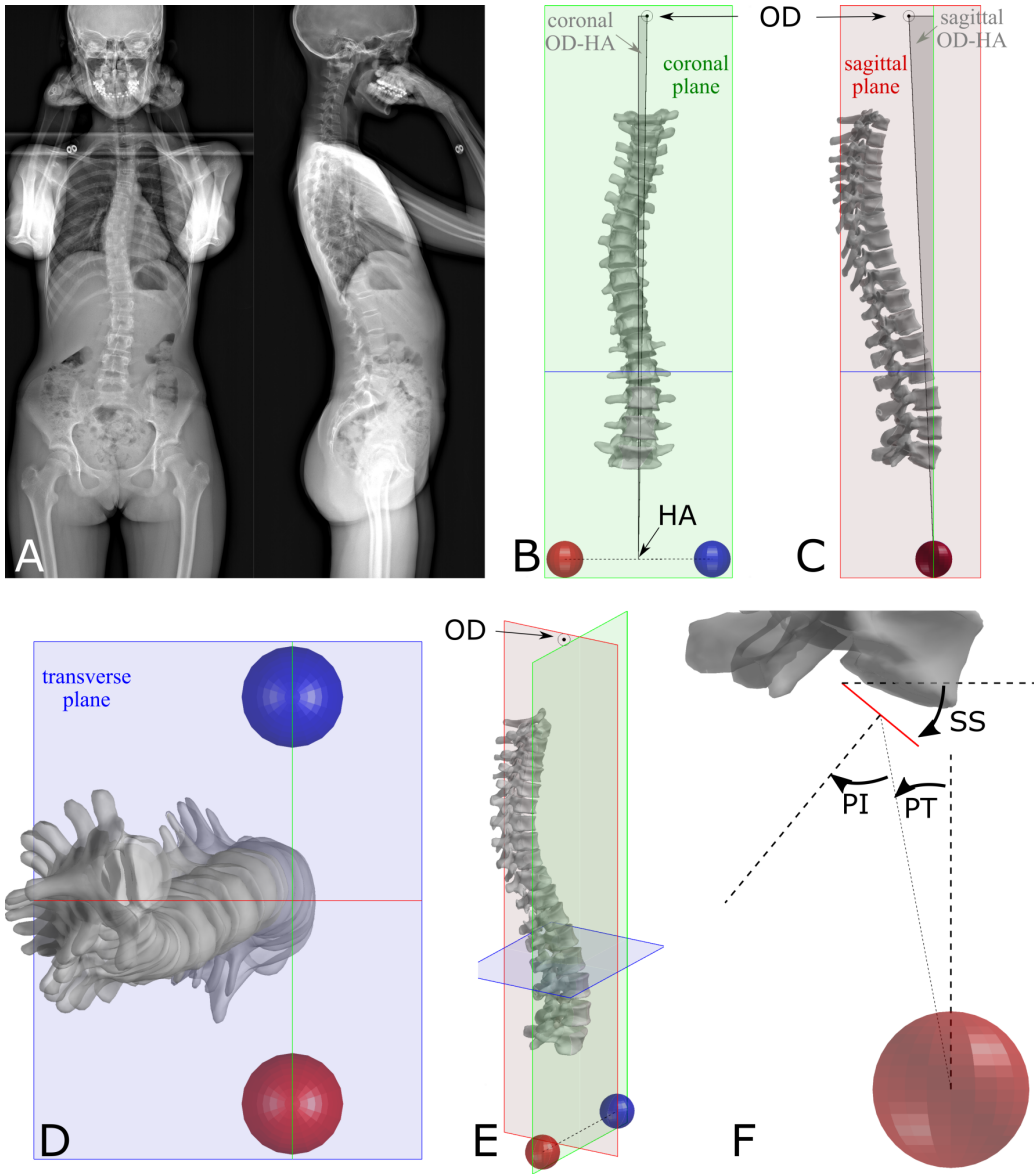 A
coronal
OD-HA
coronal
plane
HA
B
OD
sagittal
OD-HA
sagittal
plane
C
transverse
plane
D
OD
E
SS
PI
PT
F